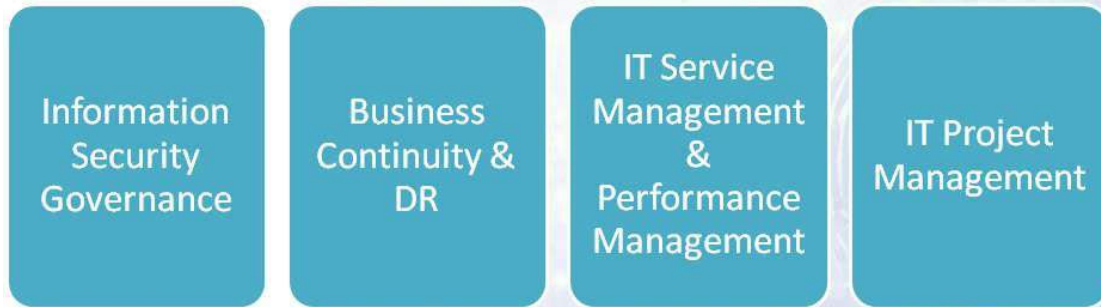 Information
Security
Governance
Business
Continuity &
DR
IT Service
Management
&
Performance
Management
IT Project
Management